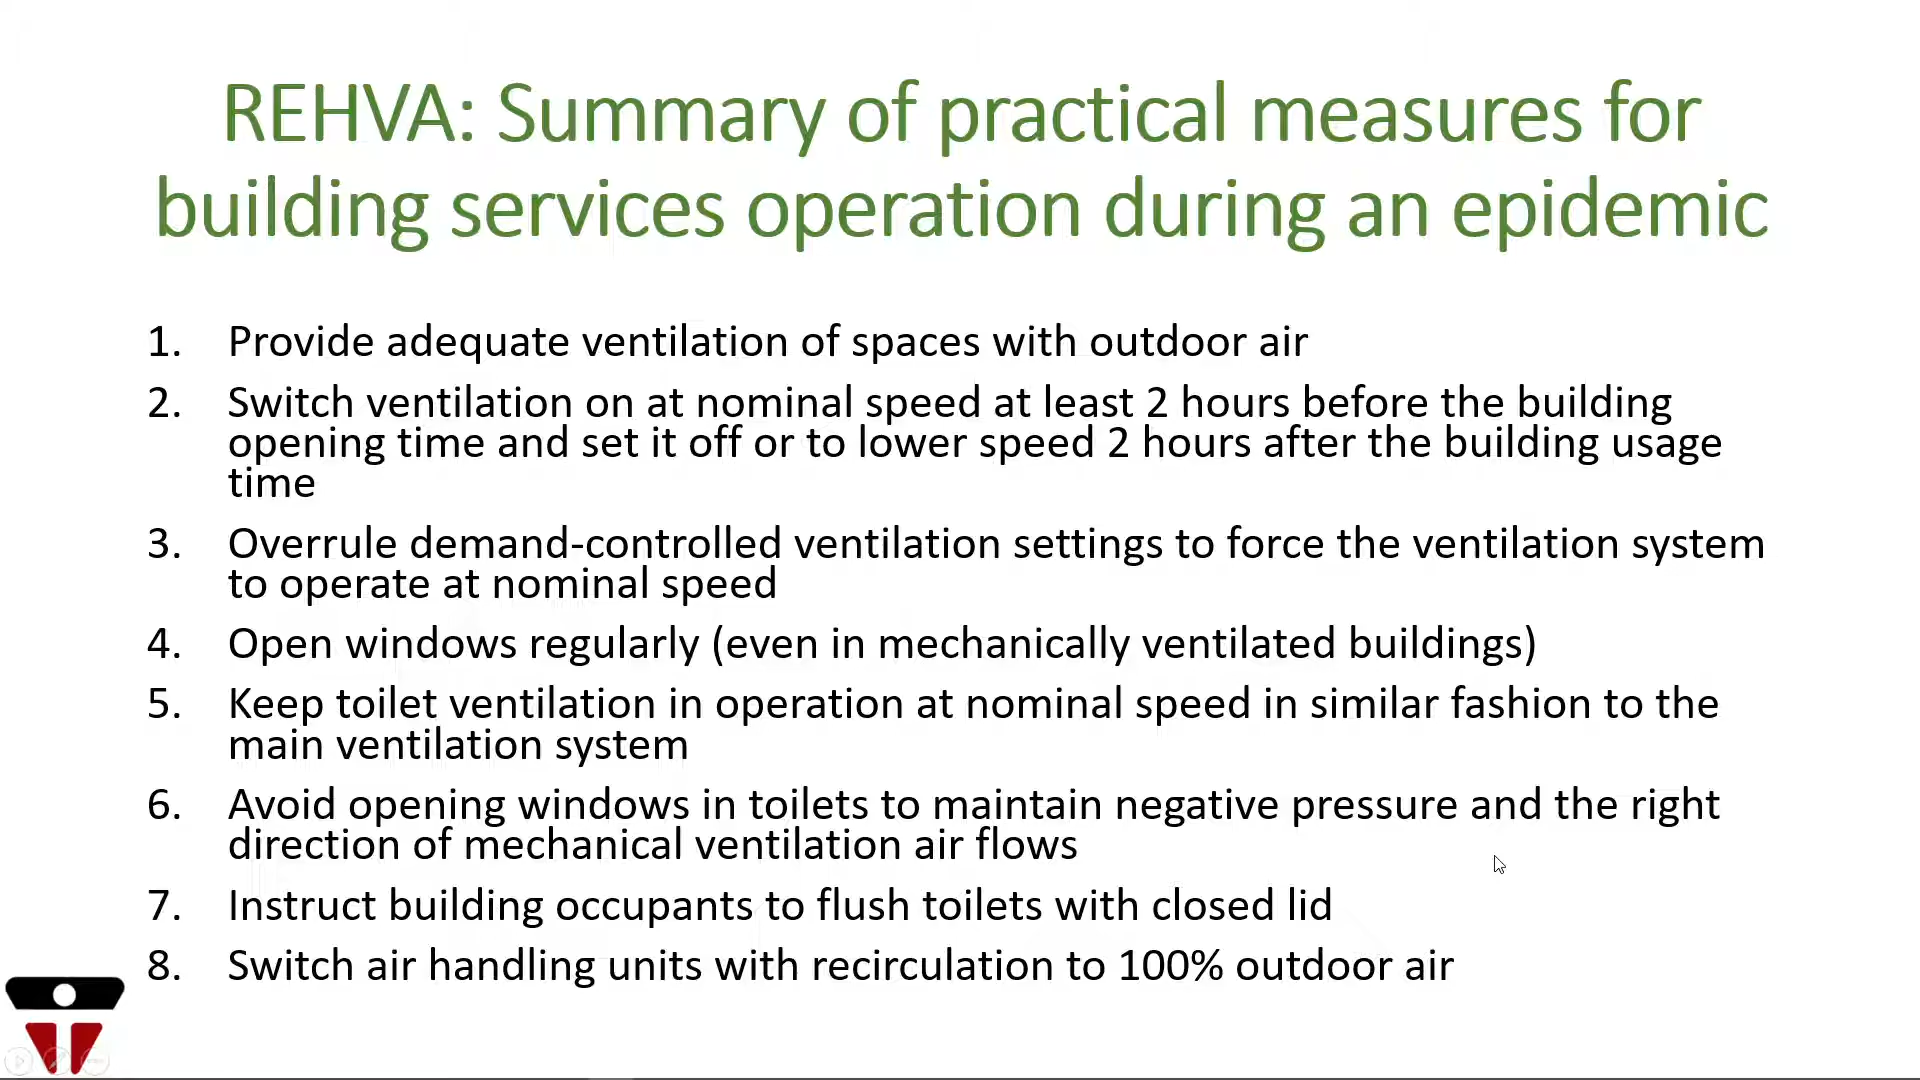 REHVA: Summary of practical measures for
building services operation during an epidemic
1. Provide adequate ventilation of spaces with outdoor air
2. Switch ventilation on at nominal speed at least 2 hours before the building
opening time and set it off or to lower speed 2 hours after the building usage
time
3. Overrule demand-controlled ventilation settings to force the ventilation system
to operate at nominal speed
4. Open windows regularly (even in mechanically ventilated buildings)
5. Keep toilet ventilation in operation at nominal speed in similar fashion to the
main ventilation system
6. Avoid opening windows in toilets to maintain negative pressure and the right
direction of mechanical ventilation air flows
7. Instruct building occupants to flush toilets with closed lid
8. Switch air handling units with recirculation to 100% outdoor air